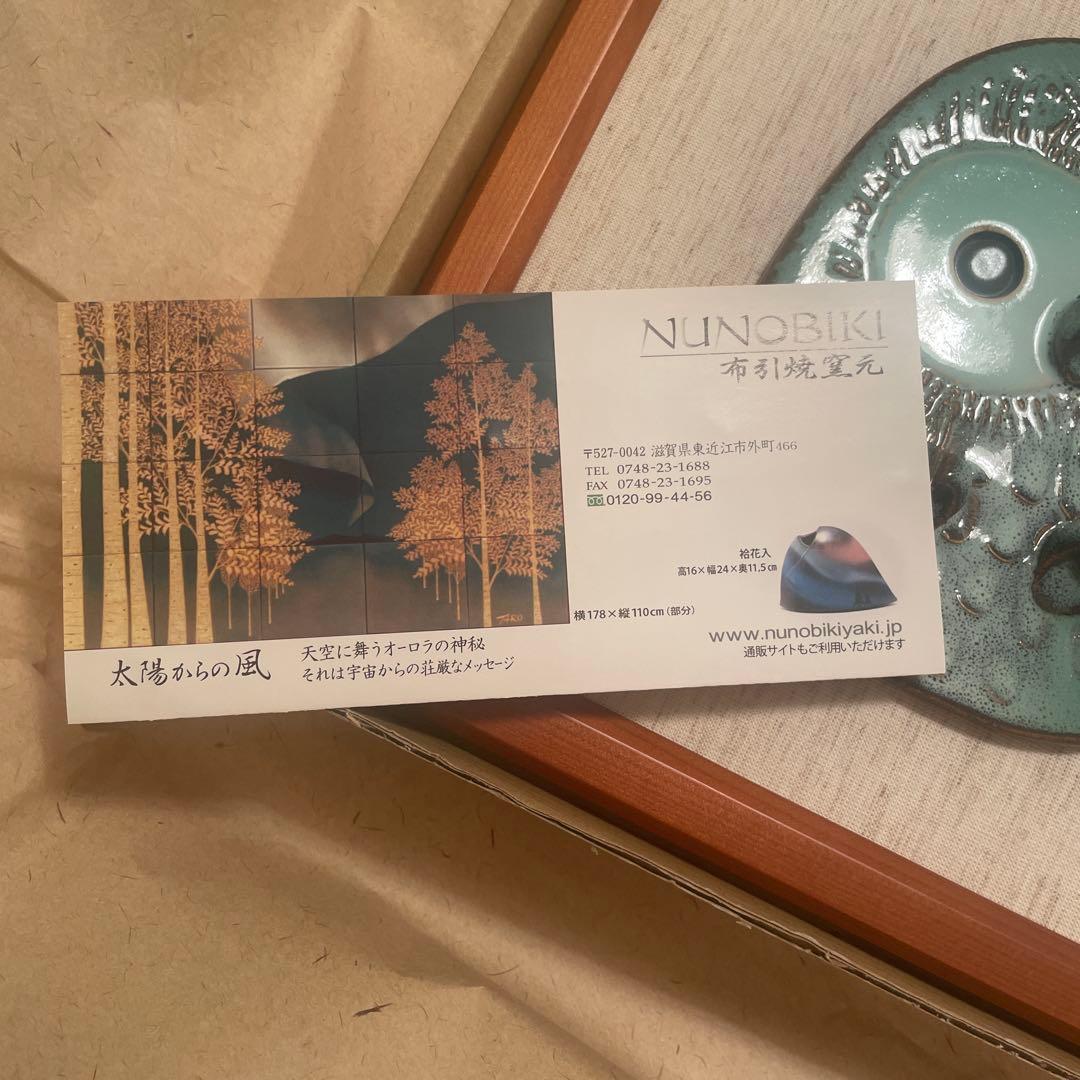 NUNOBIKI
布引焼窯元
〒527-0042 滋賀県東近江市外町466
TEL 0748-23-1688
FAX 0748-23-1695
0120-99-44-56
袷花入
高16×幅24×奥11.5㎝
横178×縦110cm（部分）
www.nunobikiyaki.jp
通販サイトもご利用いただけます
TARO
太陽からの風
天空に舞うオーロラの神秘
それは宇宙からの荘厳なメッセージ